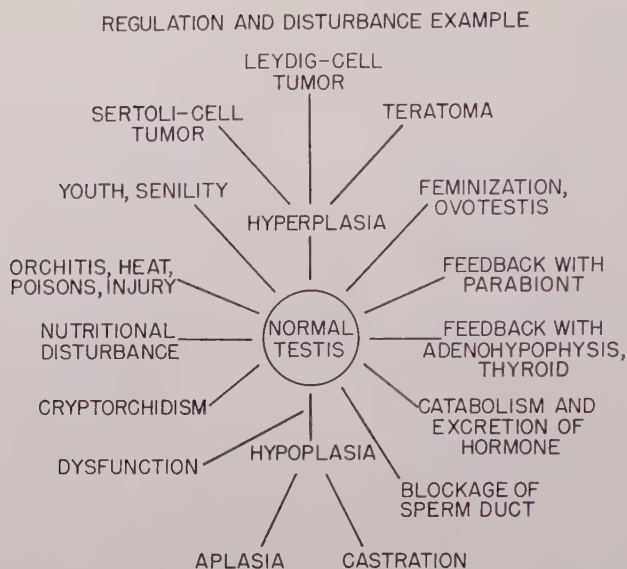 REGULATION AND DISTURBANCE EXAMPLE
LEYDIG-CELL
TUMOR
SERTOLI-CELL
TUMOR
TERATOMA
YOUTH, SENILITY
HYPERPLASIA
FEMINIZATION,
OVOTESTIS
ORCHITIS, HEAT,
POISONS, INJURY
FEEDBACK WITH
PARABIONT
NUTRITIONAL
DISTURBANCE
NORMAL
TESTIS
FEEDBACK WITH
ADENOHYPOPHYSIS,
THYROID
CRYPTORCHIDISM
CATABOLISM AND
EXCRETION OF
HORMONE
DYSFUNCTION
HYPOPLASIA
BLOCKAGE OF
SPERM DUCT
APLASIA
CASTRATION